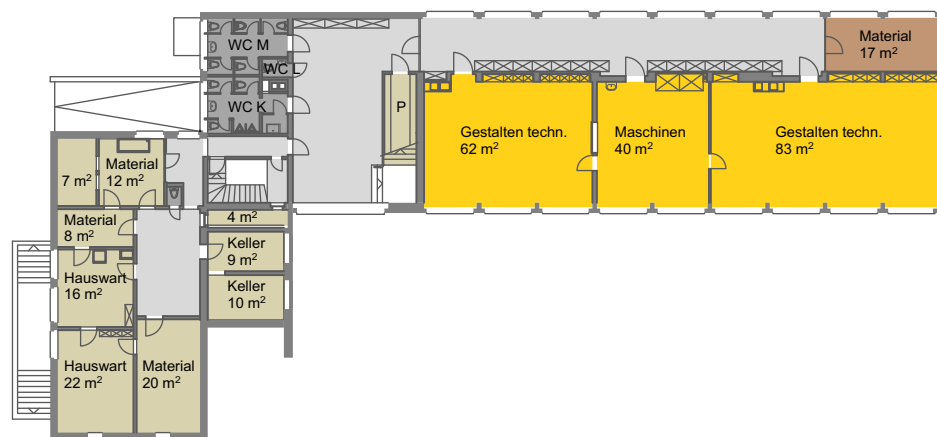 WC M
WC L
WC K
P
Material
17 m²
Gestalten techn.
62 m²
Maschinen
40 m²
Gestalten techn.
83 m²
7 m²
Material
12 m²
Material
8 m²
4 m²
Keller
9 m²
Keller
10 m²
Hauswart
16 m²
Hauswart
22 m²
Material
20 m²